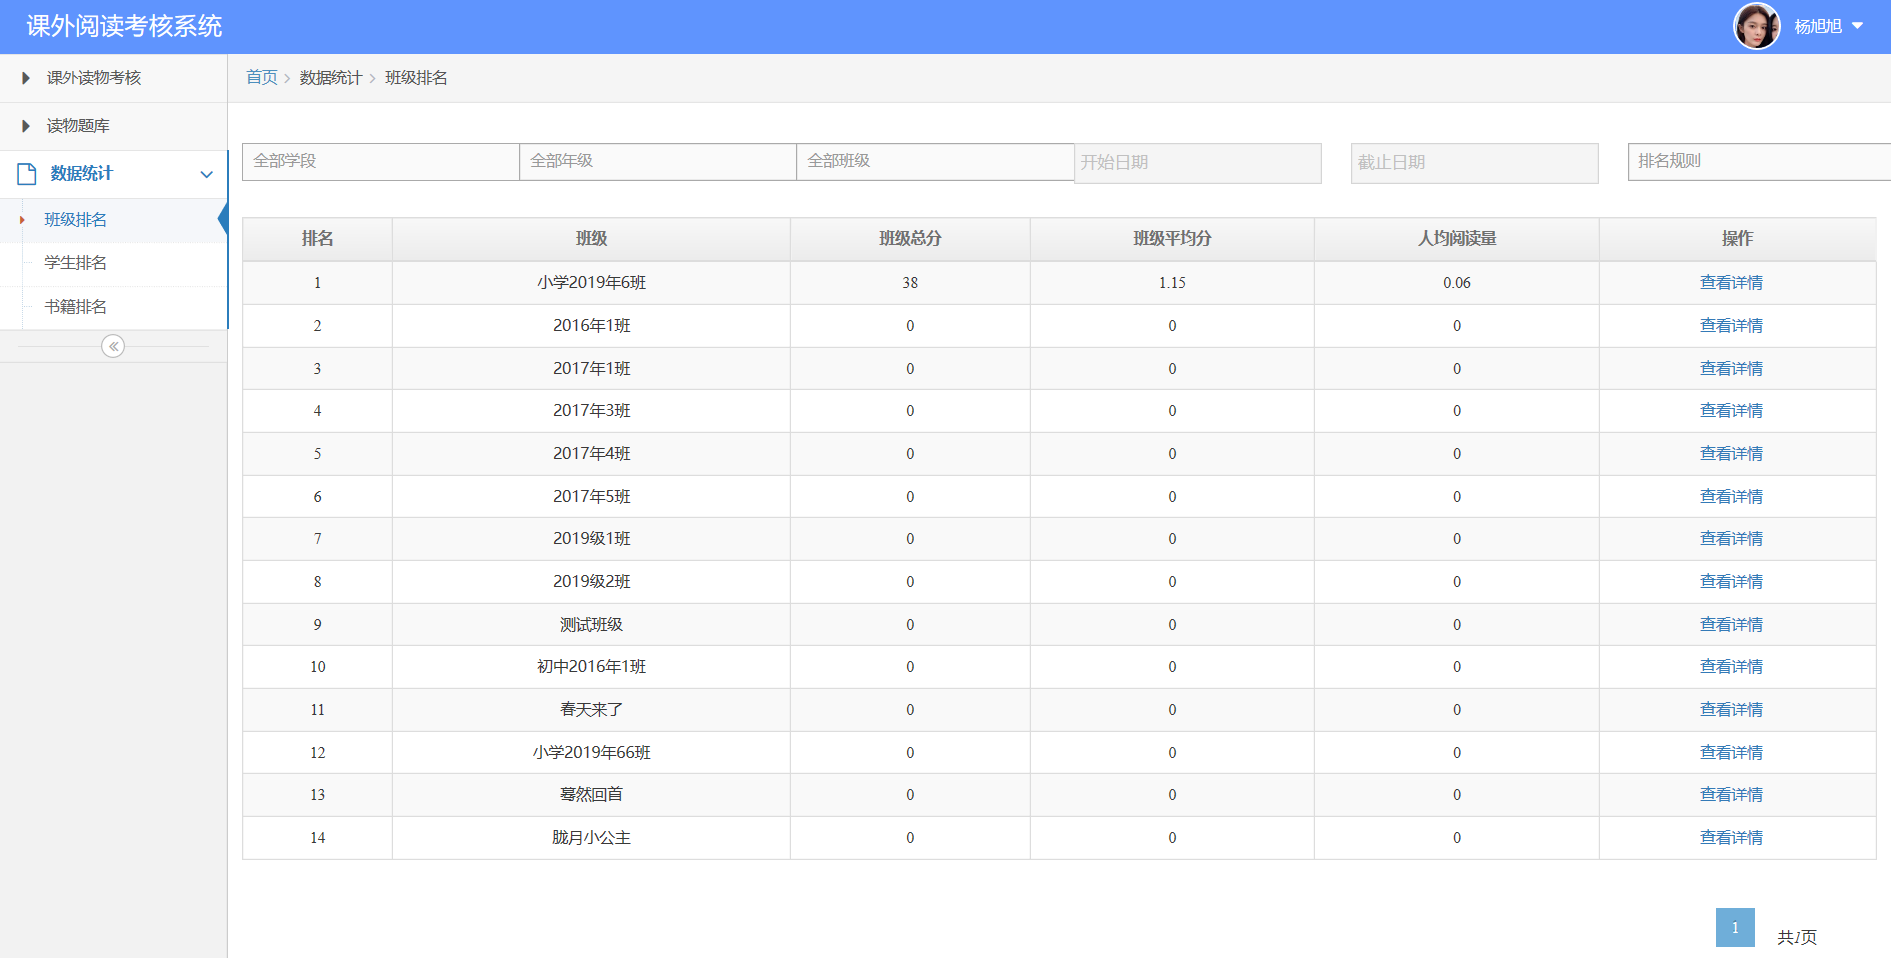 课外阅读考核系统
杨旭旭
课外读物考核
读物题库
数据统计
班级排名
学生排名
书籍排名
首页 数据统计 班级排名
全部学段 全部年级 全部班级 开始日期 截止日期 排名规则
排名 班级 班级总分 班级平均分 人均阅读量 操作
1 小学2019年6班 38 1.15 0.06 查看详情
2 2016年1班 0 0 0 查看详情
3 2017年1班 0 0 0 查看详情
4 2017年3班 0 0 0 查看详情
5 2017年4班 0 0 0 查看详情
6 2017年5班 0 0 0 查看详情
7 2019级1班 0 0 0 查看详情
8 2019级2班 0 0 0 查看详情
9 测试班级 0 0 0 查看详情
10 初中2016年1班 0 0 0 查看详情
11 春天来了 0 0 0 查看详情
12 小学2019年66班 0 0 0 查看详情
13 蓦然回首 0 0 0 查看详情
14 胧月小公主 0 0 0 查看详情
1 共1页